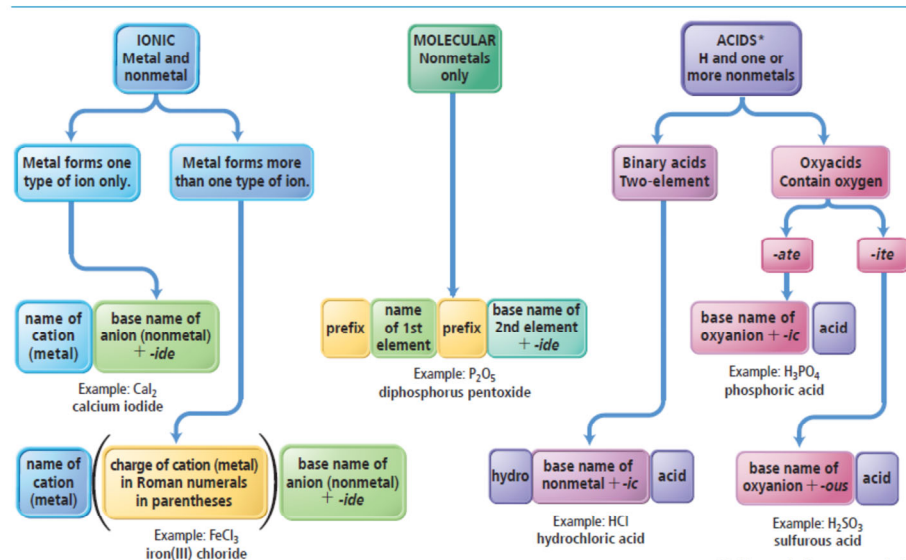 IONIC
Metal and
nonmetal
MOLECULAR
Nonmetals
only
ACIDS*
H and one or
more nonmetals
Metal forms one
type of ion only.
Metal forms more
than one type of ion.
Binary acids
Two-element
Oxyacids
Contain oxygen
-ate
-ite
name of
cation
(metal)
base name of
anion (nonmetal)
+ -ide
Example: CaI₂
calcium iodide
prefix
name
of 1st
element
prefix
base name of
2nd element
+ -ide
Example: P₂O₅
diphosphorus pentoxide
base name of
oxyanion + -ic
acid
Example: H₃PO₄
phosphoric acid
name of
cation
(metal)
(
charge of cation (metal)
in Roman numerals
in parentheses
)
base name of
anion (nonmetal)
+ -ide
Example: FeCl₃
iron(III) chloride
hydro
base name of
nonmetal + -ic
acid
Example: HCl
hydrochloric acid
base name of
oxyanion + -ous
acid
Example: H₂SO₃
sulfurous acid